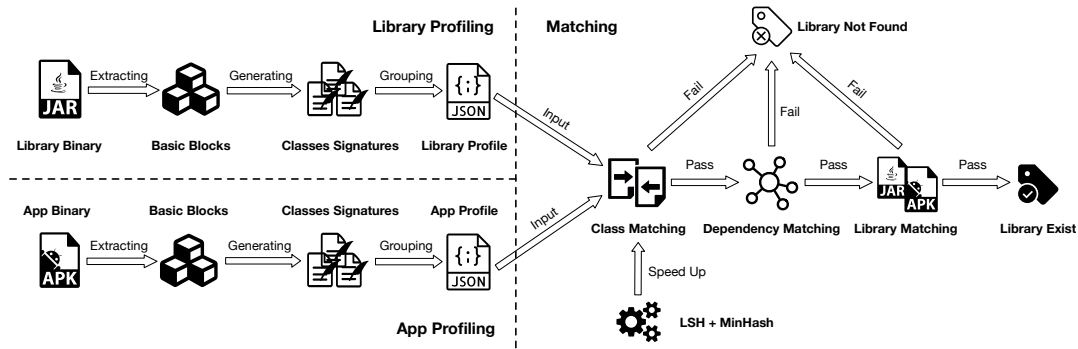 Library Profiling
Matching
Library Not Found
Extracting
Generating
Grouping
JAR
{;}
JSON
Library Binary
Basic Blocks
Classes Signatures
Library Profile
Input
Fail
Fail
Fail
Pass
Pass
Pass
JAR
APK
App Binary
Basic Blocks
Classes Signatures
App Profile
Input
Class Matching
Dependency Matching
Library Matching
Library Exist
Extracting
Generating
Grouping
APK
{;}
JSON
Speed Up
LSH + MinHash
App Profiling